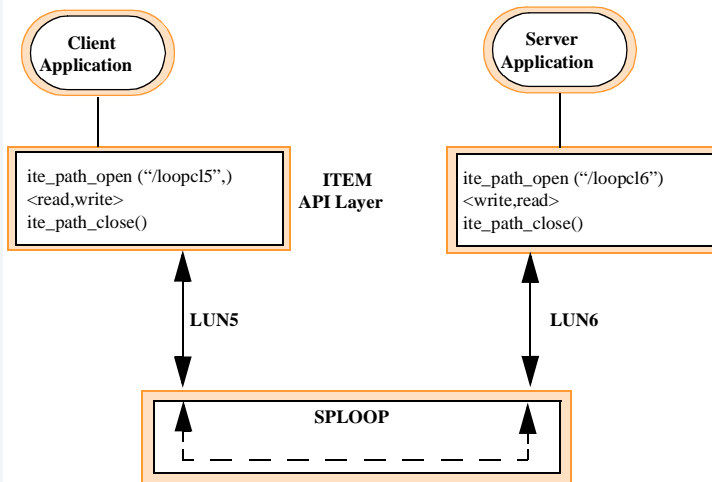 Client
Application
Server
Application
ite_path_open (“/loopcl5”,)
<read,write>
ite_path_close()
ITEM
API Layer
ite_path_open (“/loopcl6”)
<write,read>
ite_path_close()
LUN5
LUN6
SPLOOP